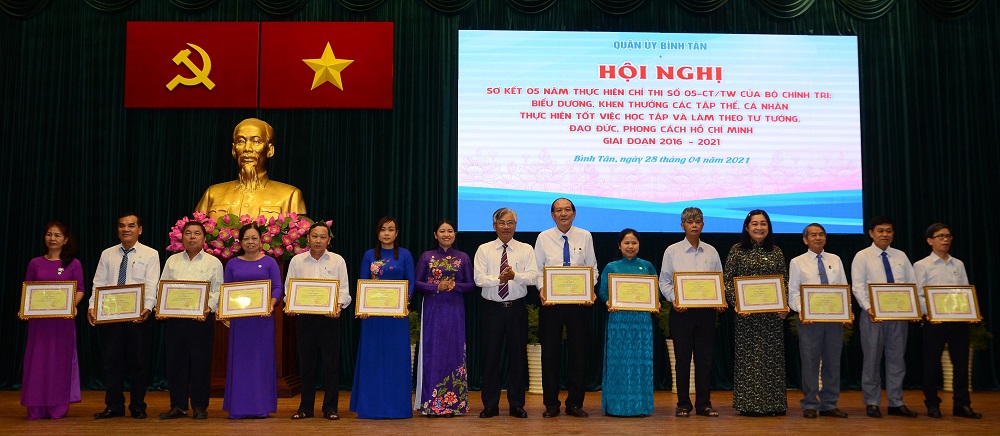 QUẬN ỦY BÌNH TÂN
HỘI NGHỊ
SƠ KẾT 05 NĂM THỰC HIỆN CHỈ THỊ SỐ 05-CT/TW CỦA BỘ CHÍNH TRỊ;
BIỂU DƯƠNG, KHEN THƯỞNG CÁC TẬP THỂ, CÁ NHÂN
THỰC HIỆN TỐT VIỆC HỌC TẬP VÀ LÀM THEO TƯ TƯỞNG,
ĐẠO ĐỨC, PHONG CÁCH HỒ CHÍ MINH
GIAI ĐOẠN 2016 - 2021
Bình Tân, ngày 28 tháng 04 năm 2021